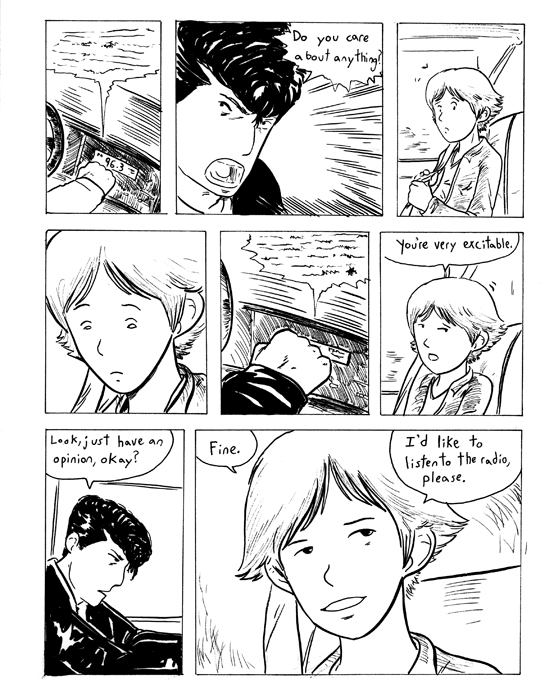 96.3
Do you care
about anything?
You're very excitable.
Look, just have an
opinion, okay?
Fine.
I'd like to
listen to the radio,
please.